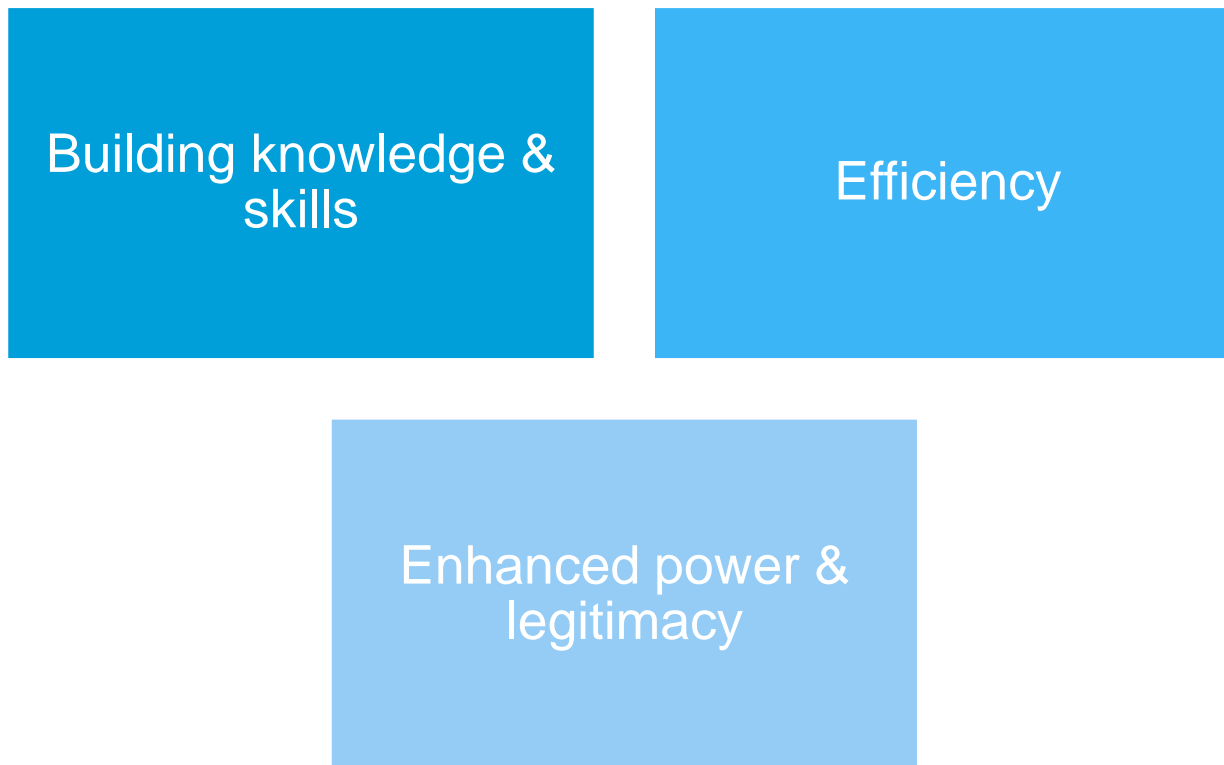 Building knowledge &
skills
Efficiency
Enhanced power &
legitimacy